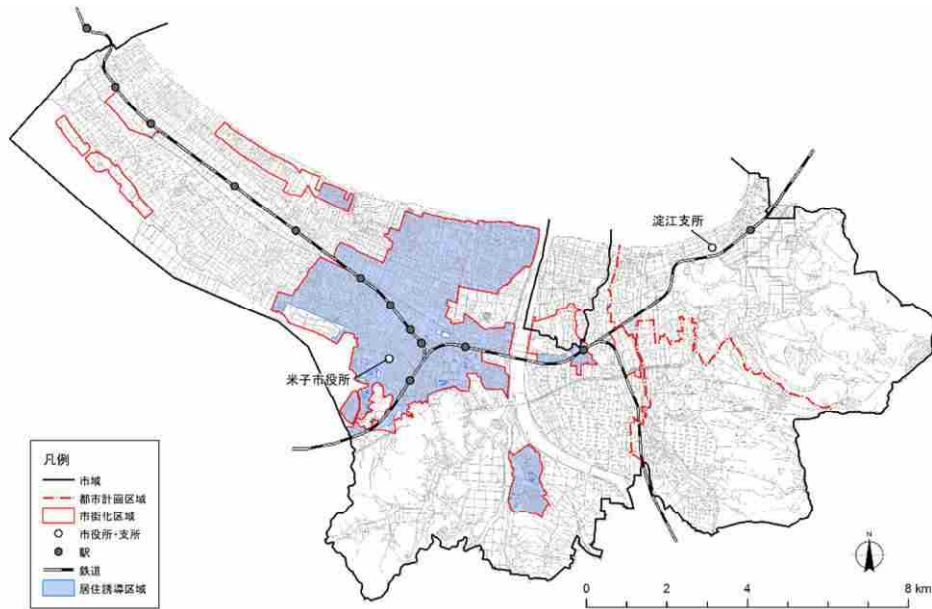 淀江支所
米子市役所
凡例
市域
都市計画区域
市街化区域
市役所・支所
駅
鉄道
居住誘導区域
N
0 2 4 8 km